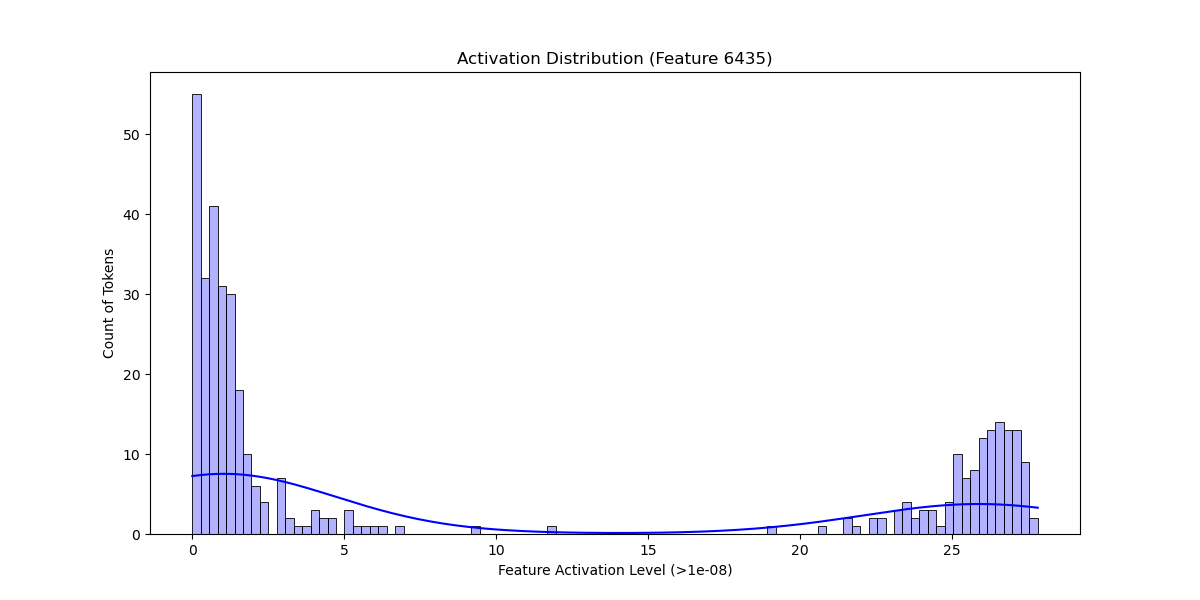 Activation Distribution (Feature 6435)
Count of Tokens
50
40
30
20
10
0
0 5 10 15 20 25
Feature Activation Level (>1e-08)